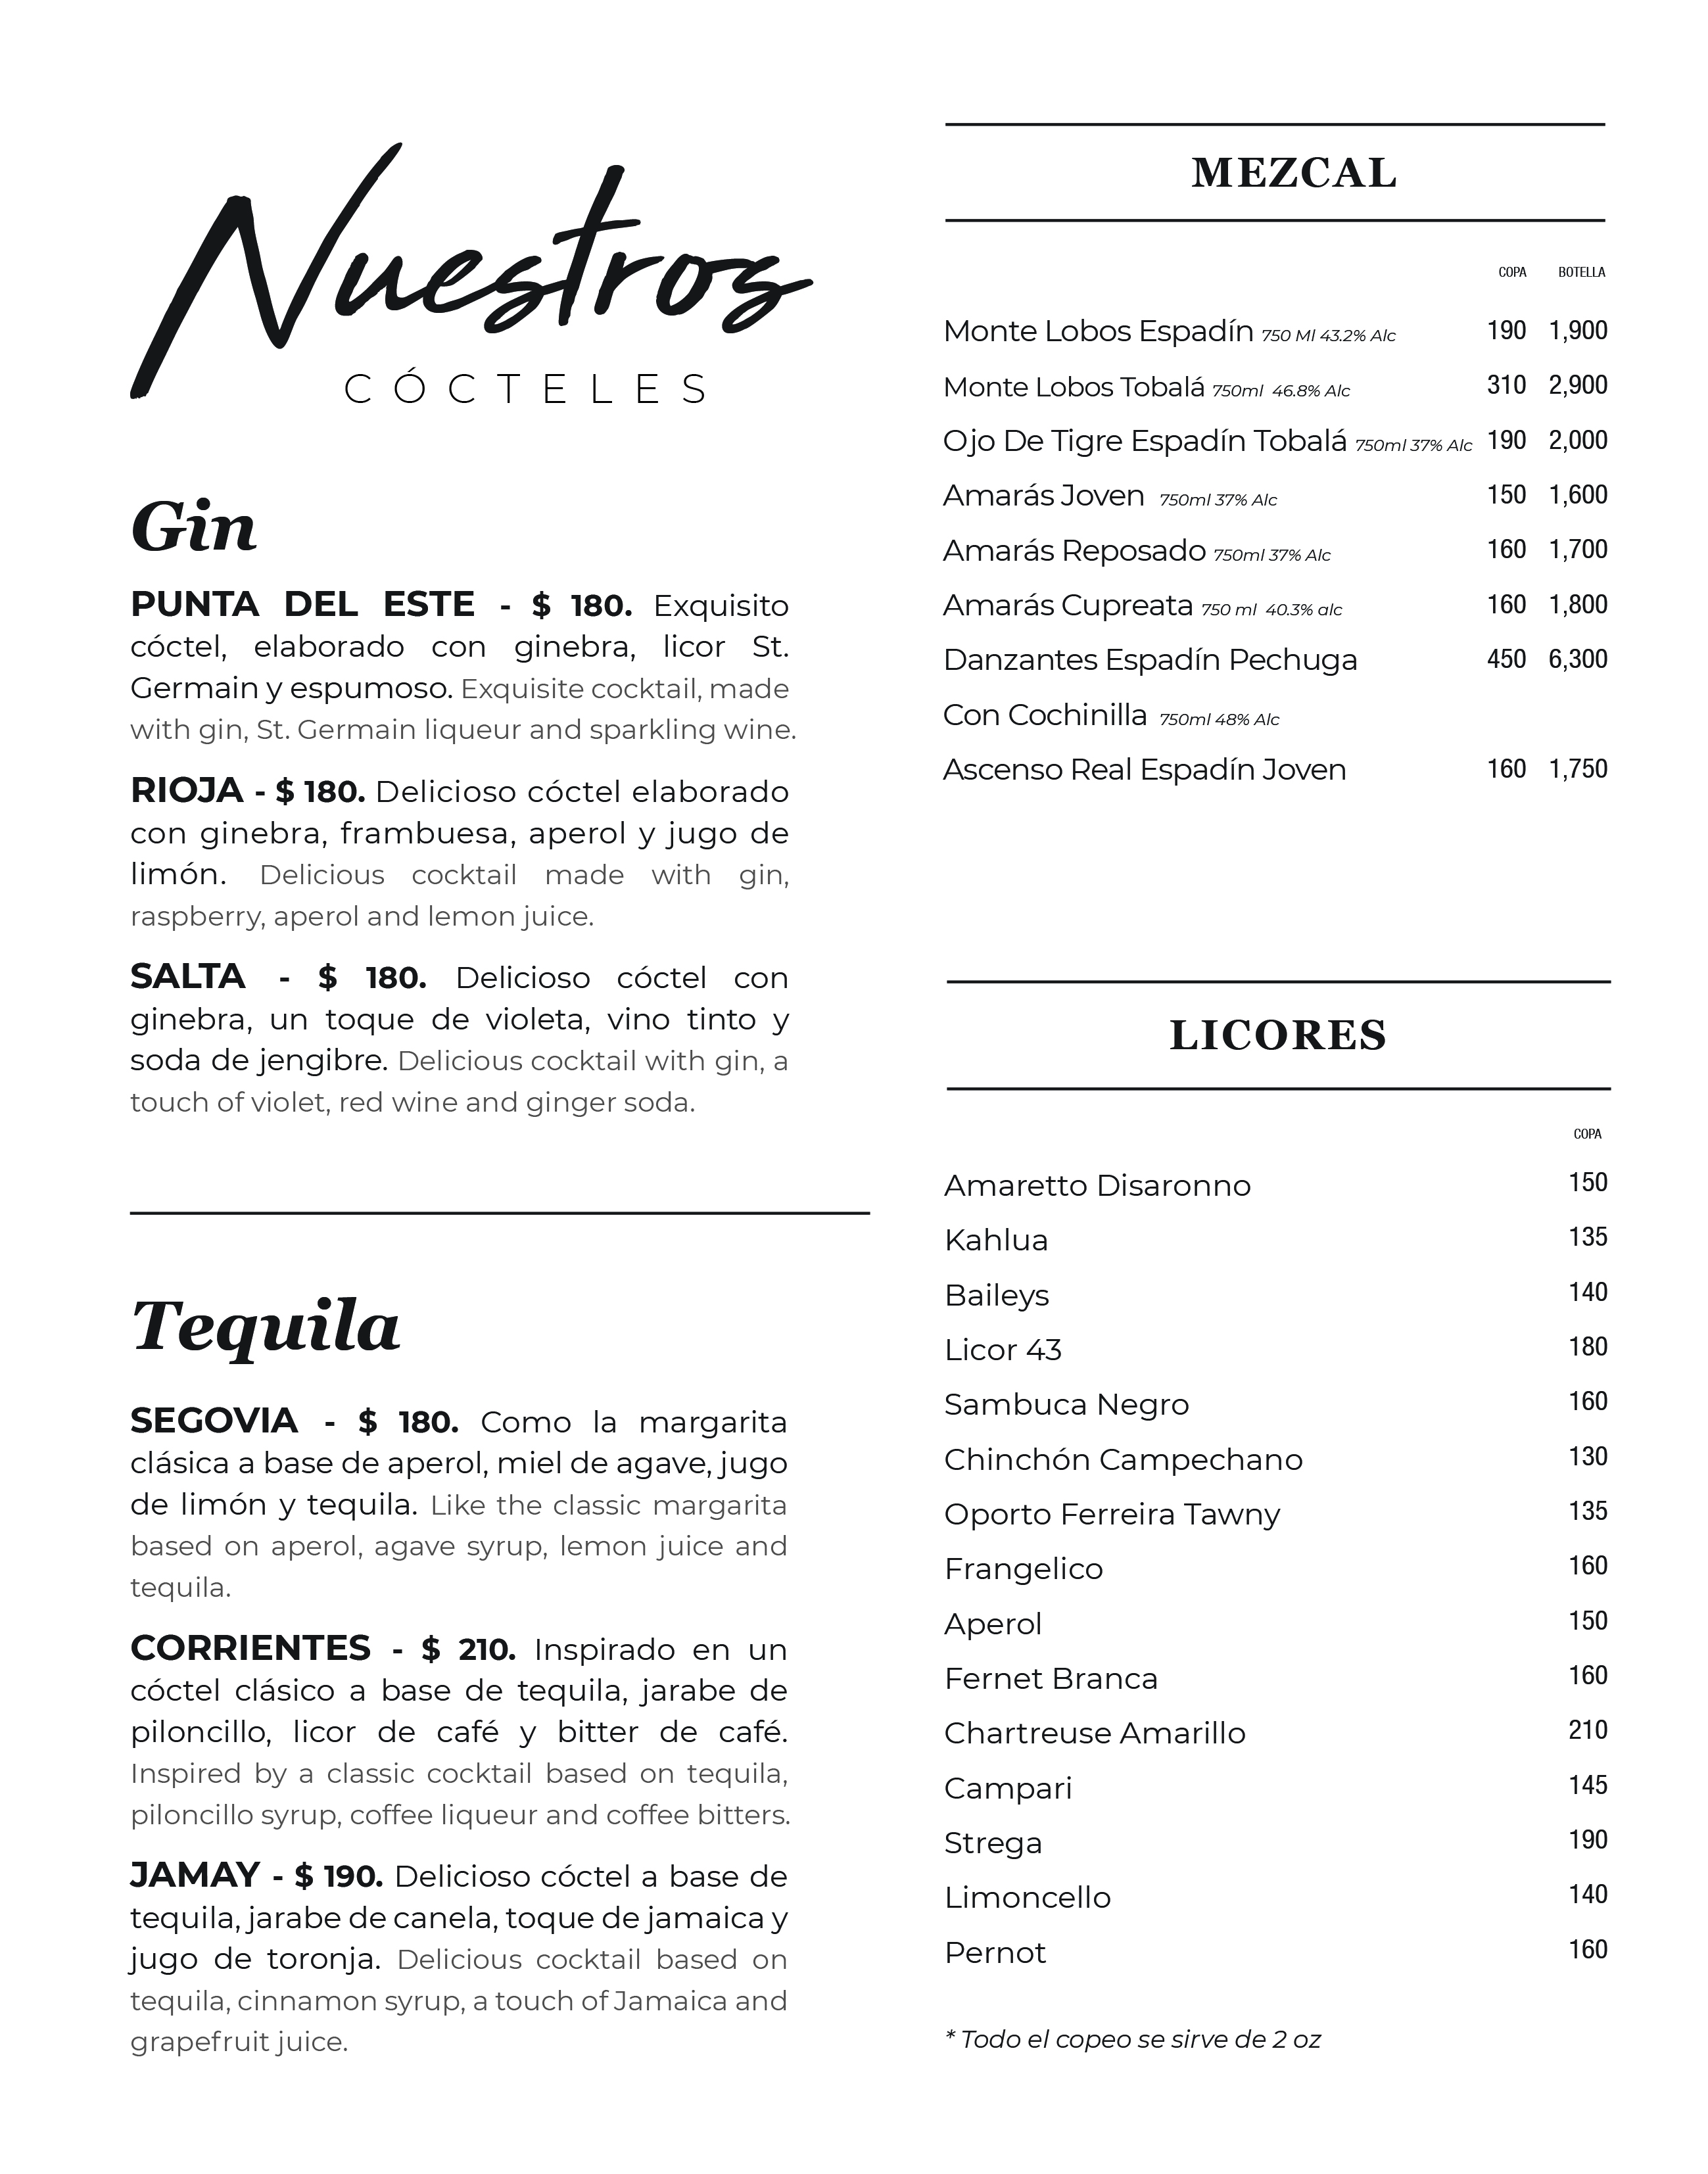 Nuestros
CÓCTELES
Gin
PUNTA DEL ESTE - $ 180. Exquisito
cóctel, elaborado con ginebra, licor St.
Germain y espumoso. Exquisite cocktail, made
with gin, St. Germain liqueur and sparkling wine.
RIOJA - $ 180. Delicioso cóctel elaborado
con ginebra, frambuesa, aperol y jugo de
limón. Delicious cocktail made with gin,
raspberry, aperol and lemon juice.
SALTA - $ 180. Delicioso cóctel con
ginebra, un toque de violeta, vino tinto y
soda de jengibre. Delicious cocktail with gin, a
touch of violet, red wine and ginger soda.
Tequila
SEGOVIA - $ 180. Como la margarita
clásica a base de aperol, miel de agave, jugo
de limón y tequila. Like the classic margarita
based on aperol, agave syrup, lemon juice and
tequila.
CORRIENTES - $ 210. Inspirado en un
cóctel clásico a base de tequila, jarabe de
piloncillo, licor de café y bitter de café.
Inspired by a classic cocktail based on tequila,
piloncillo syrup, coffee liqueur and coffee bitters.
JAMAY - $ 190. Delicioso cóctel a base de
tequila, jarabe de canela, toque de jamaica y
jugo de toronja. Delicious cocktail based on
tequila, cinnamon syrup, a touch of Jamaica and
grapefruit juice.
MEZCAL
COPA BOTELLA
Monte Lobos Espadín 750 Ml 43.2% Alc 190 1,900
Monte Lobos Tobalá 750ml 46.8% Alc 310 2,900
Ojo De Tigre Espadín Tobalá 750ml 37% Alc 190 2,000
Amarás Joven 750ml 37% Alc 150 1,600
Amarás Reposado 750ml 37% Alc 160 1,700
Amarás Cupreata 750 ml 40.3% alc 160 1,800
Danzantes Espadín Pechuga 450 6,300
Con Cochinilla 750ml 48% Alc
Ascenso Real Espadín Joven 160 1,750
LICORES
COPA
Amaretto Disaronno 150
Kahlua 135
Baileys 140
Licor 43 180
Sambuca Negro 160
Chinchón Campechano 130
Oporto Ferreira Tawny 135
Frangelico 160
Aperol 150
Fernet Branca 160
Chartreuse Amarillo 210
Campari 145
Strega 190
Limoncello 140
Pernot 160
* Todo el copeo se sirve de 2 oz